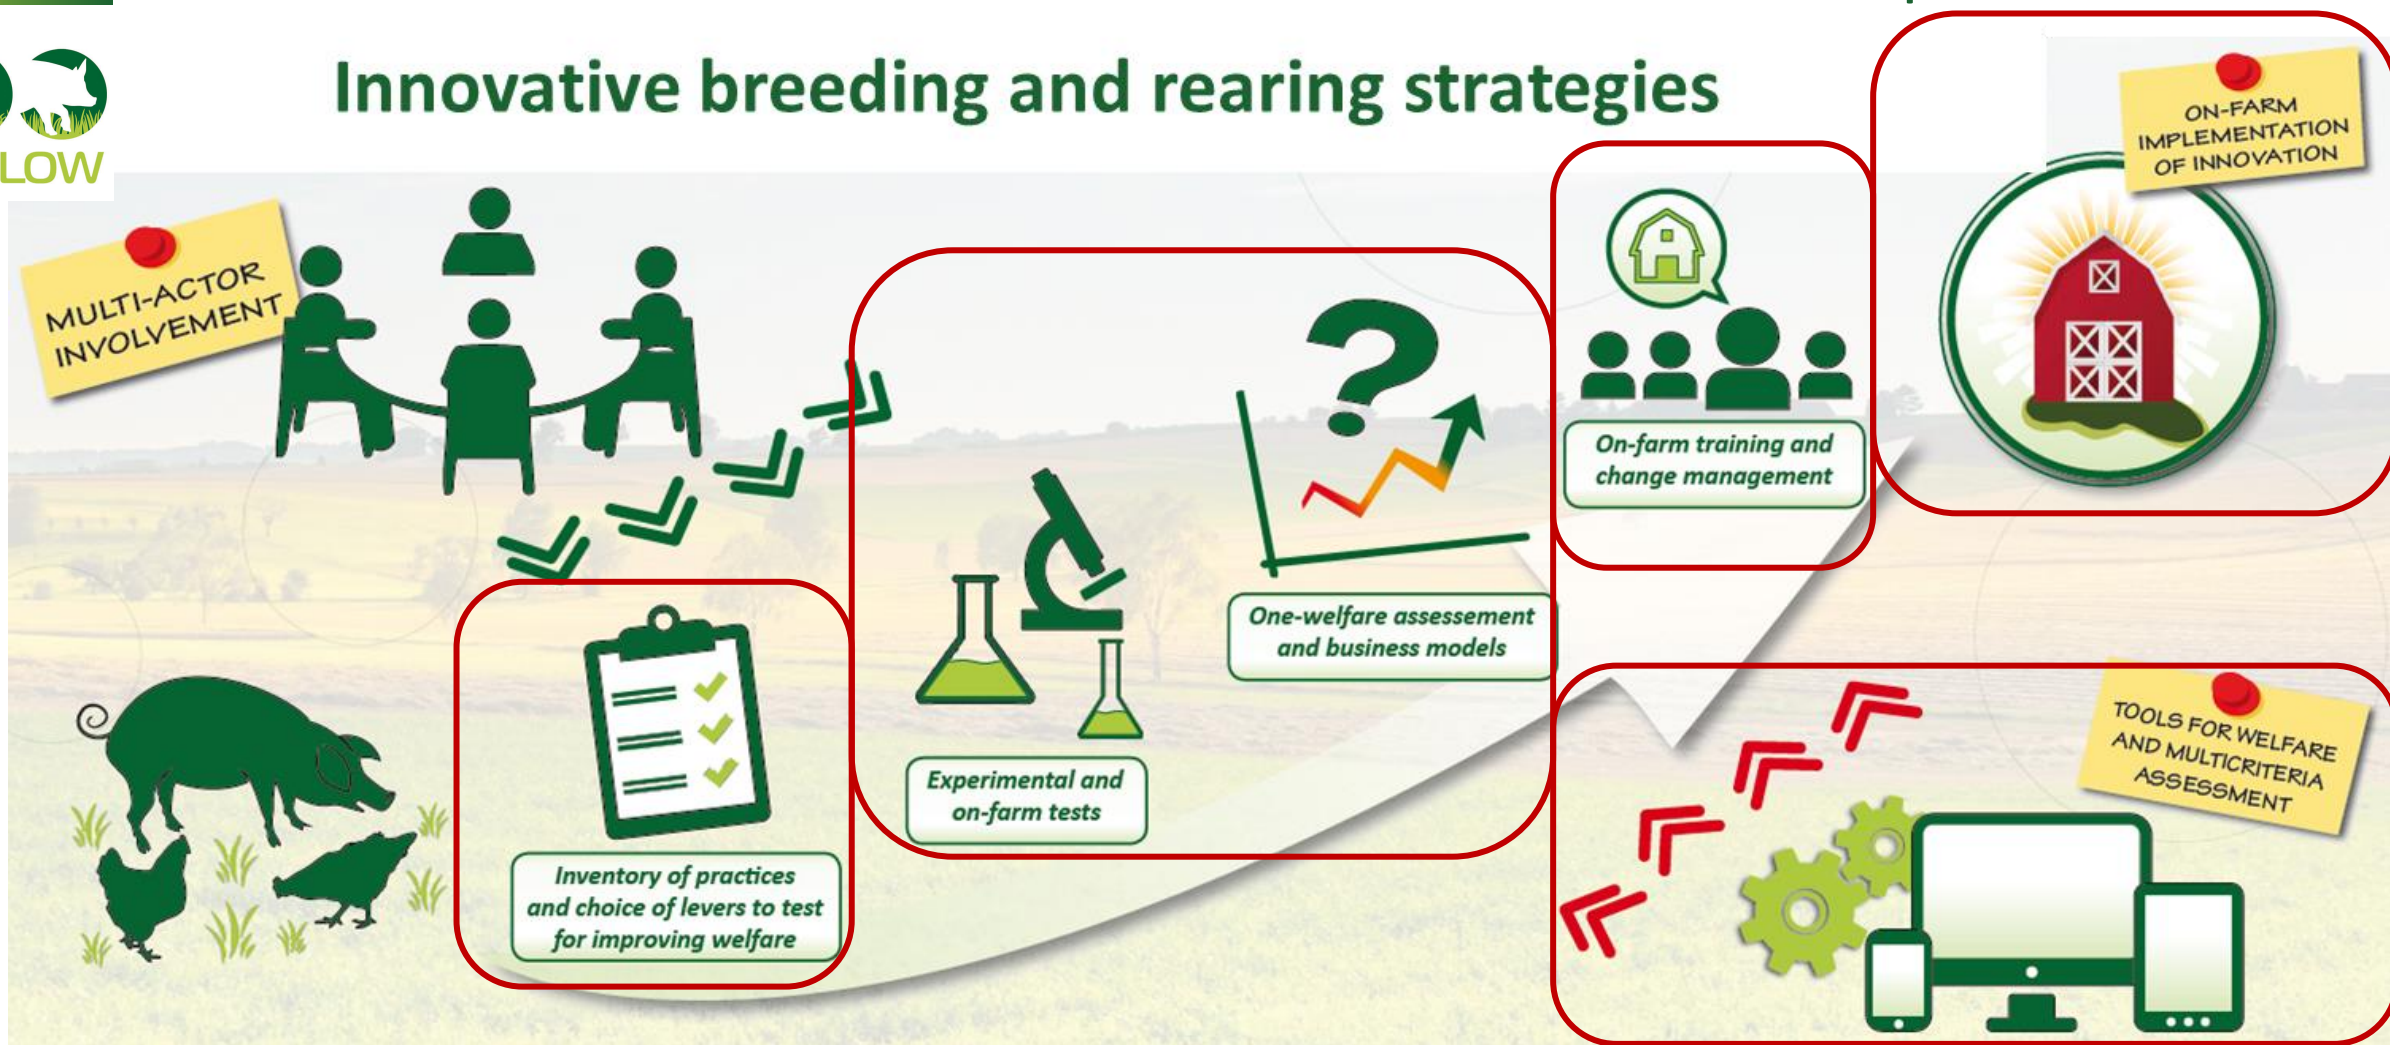 Innovative breeding and rearing strategies
LOW
MULTI-ACTOR
INVOLVEMENT
ON-FARM
IMPLEMENTATION
OF INNOVATION
On-farm training and
change management
One-welfare assessement
and business models
Experimental and
on-farm tests
Inventory of practices
and choice of levers to test
for improving welfare
TOOLS FOR WELFARE
AND MULTICRITERIA
ASSESSMENT